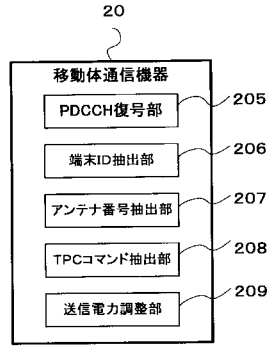 20
移動体通信機器
PDCCH復号部
205
端末ID抽出部
206
アンテナ番号抽出部
207
TPCコマンド抽出部
208
送信電力調整部
209